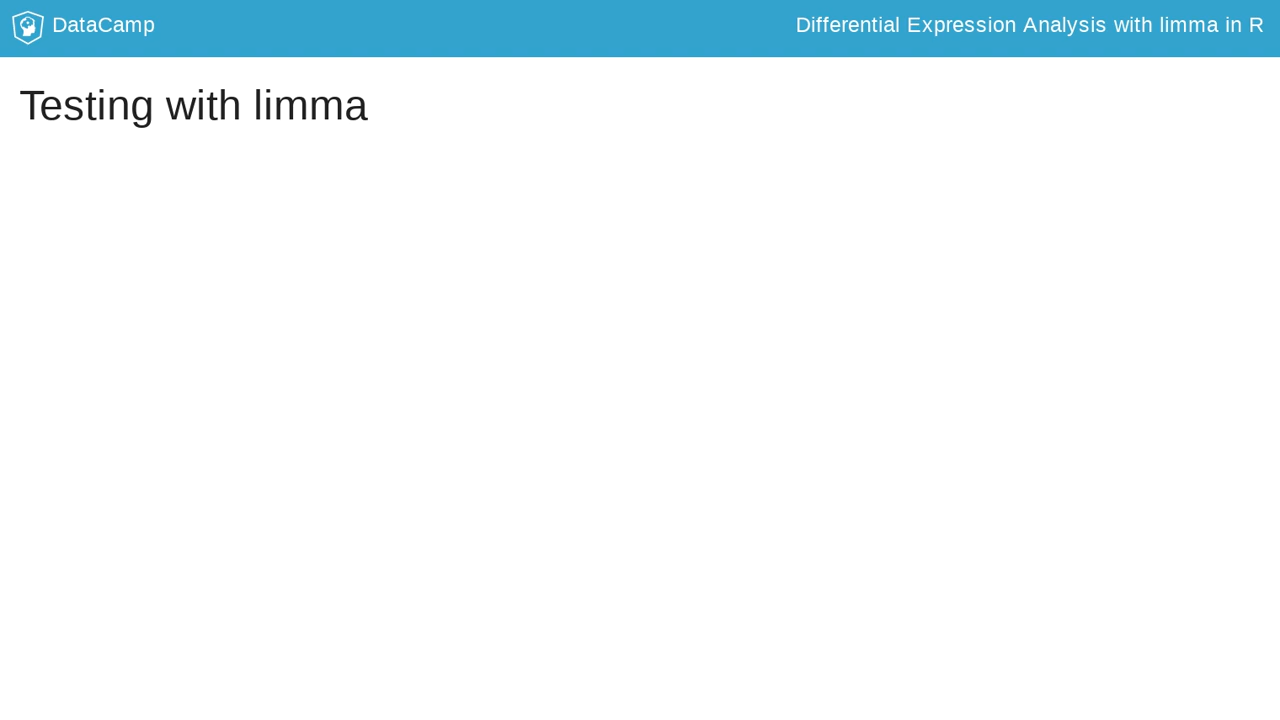 DataCamp
Differential Expression Analysis with limma in R
Testing with limma